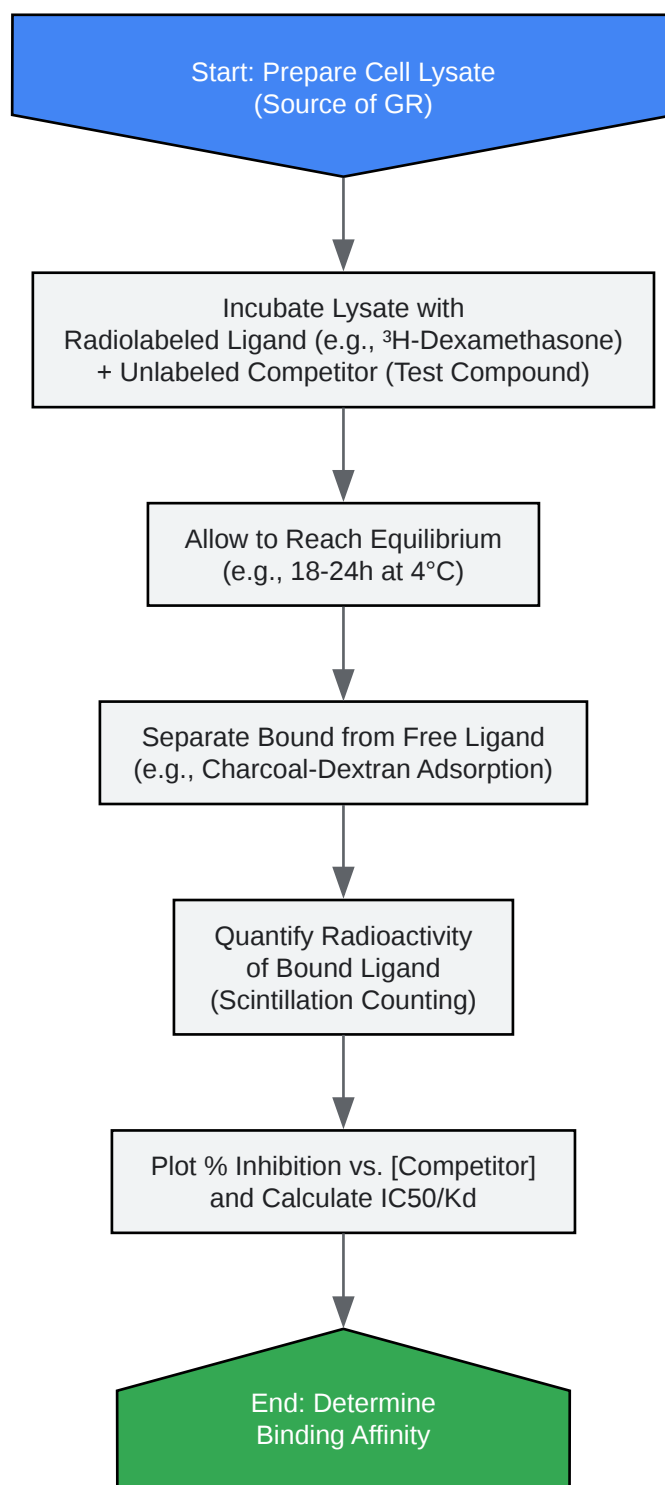 Start: Prepare Cell Lysate
(Source of GR)
Incubate Lysate with
Radiolabeled Ligand (e.g., ³H-Dexamethasone)
+ Unlabeled Competitor (Test Compound)
Allow to Reach Equilibrium
(e.g., 18-24h at 4°C)
Separate Bound from Free Ligand
(e.g., Charcoal-Dextran Adsorption)
Quantify Radioactivity
of Bound Ligand
(Scintillation Counting)
Plot % Inhibition vs. [Competitor]
and Calculate IC50/Kd
End: Determine
Binding Affinity